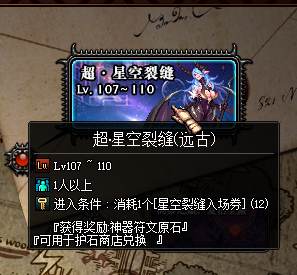 超·星空裂缝
Lv. 107~110
超·星空裂缝(远古)
Lv107 ~ 110
1人以上
进入条件：消耗1个[星空裂缝入场券] (12)
『获得奖励:神器符文原石』
『可用于护石商店兑换 』